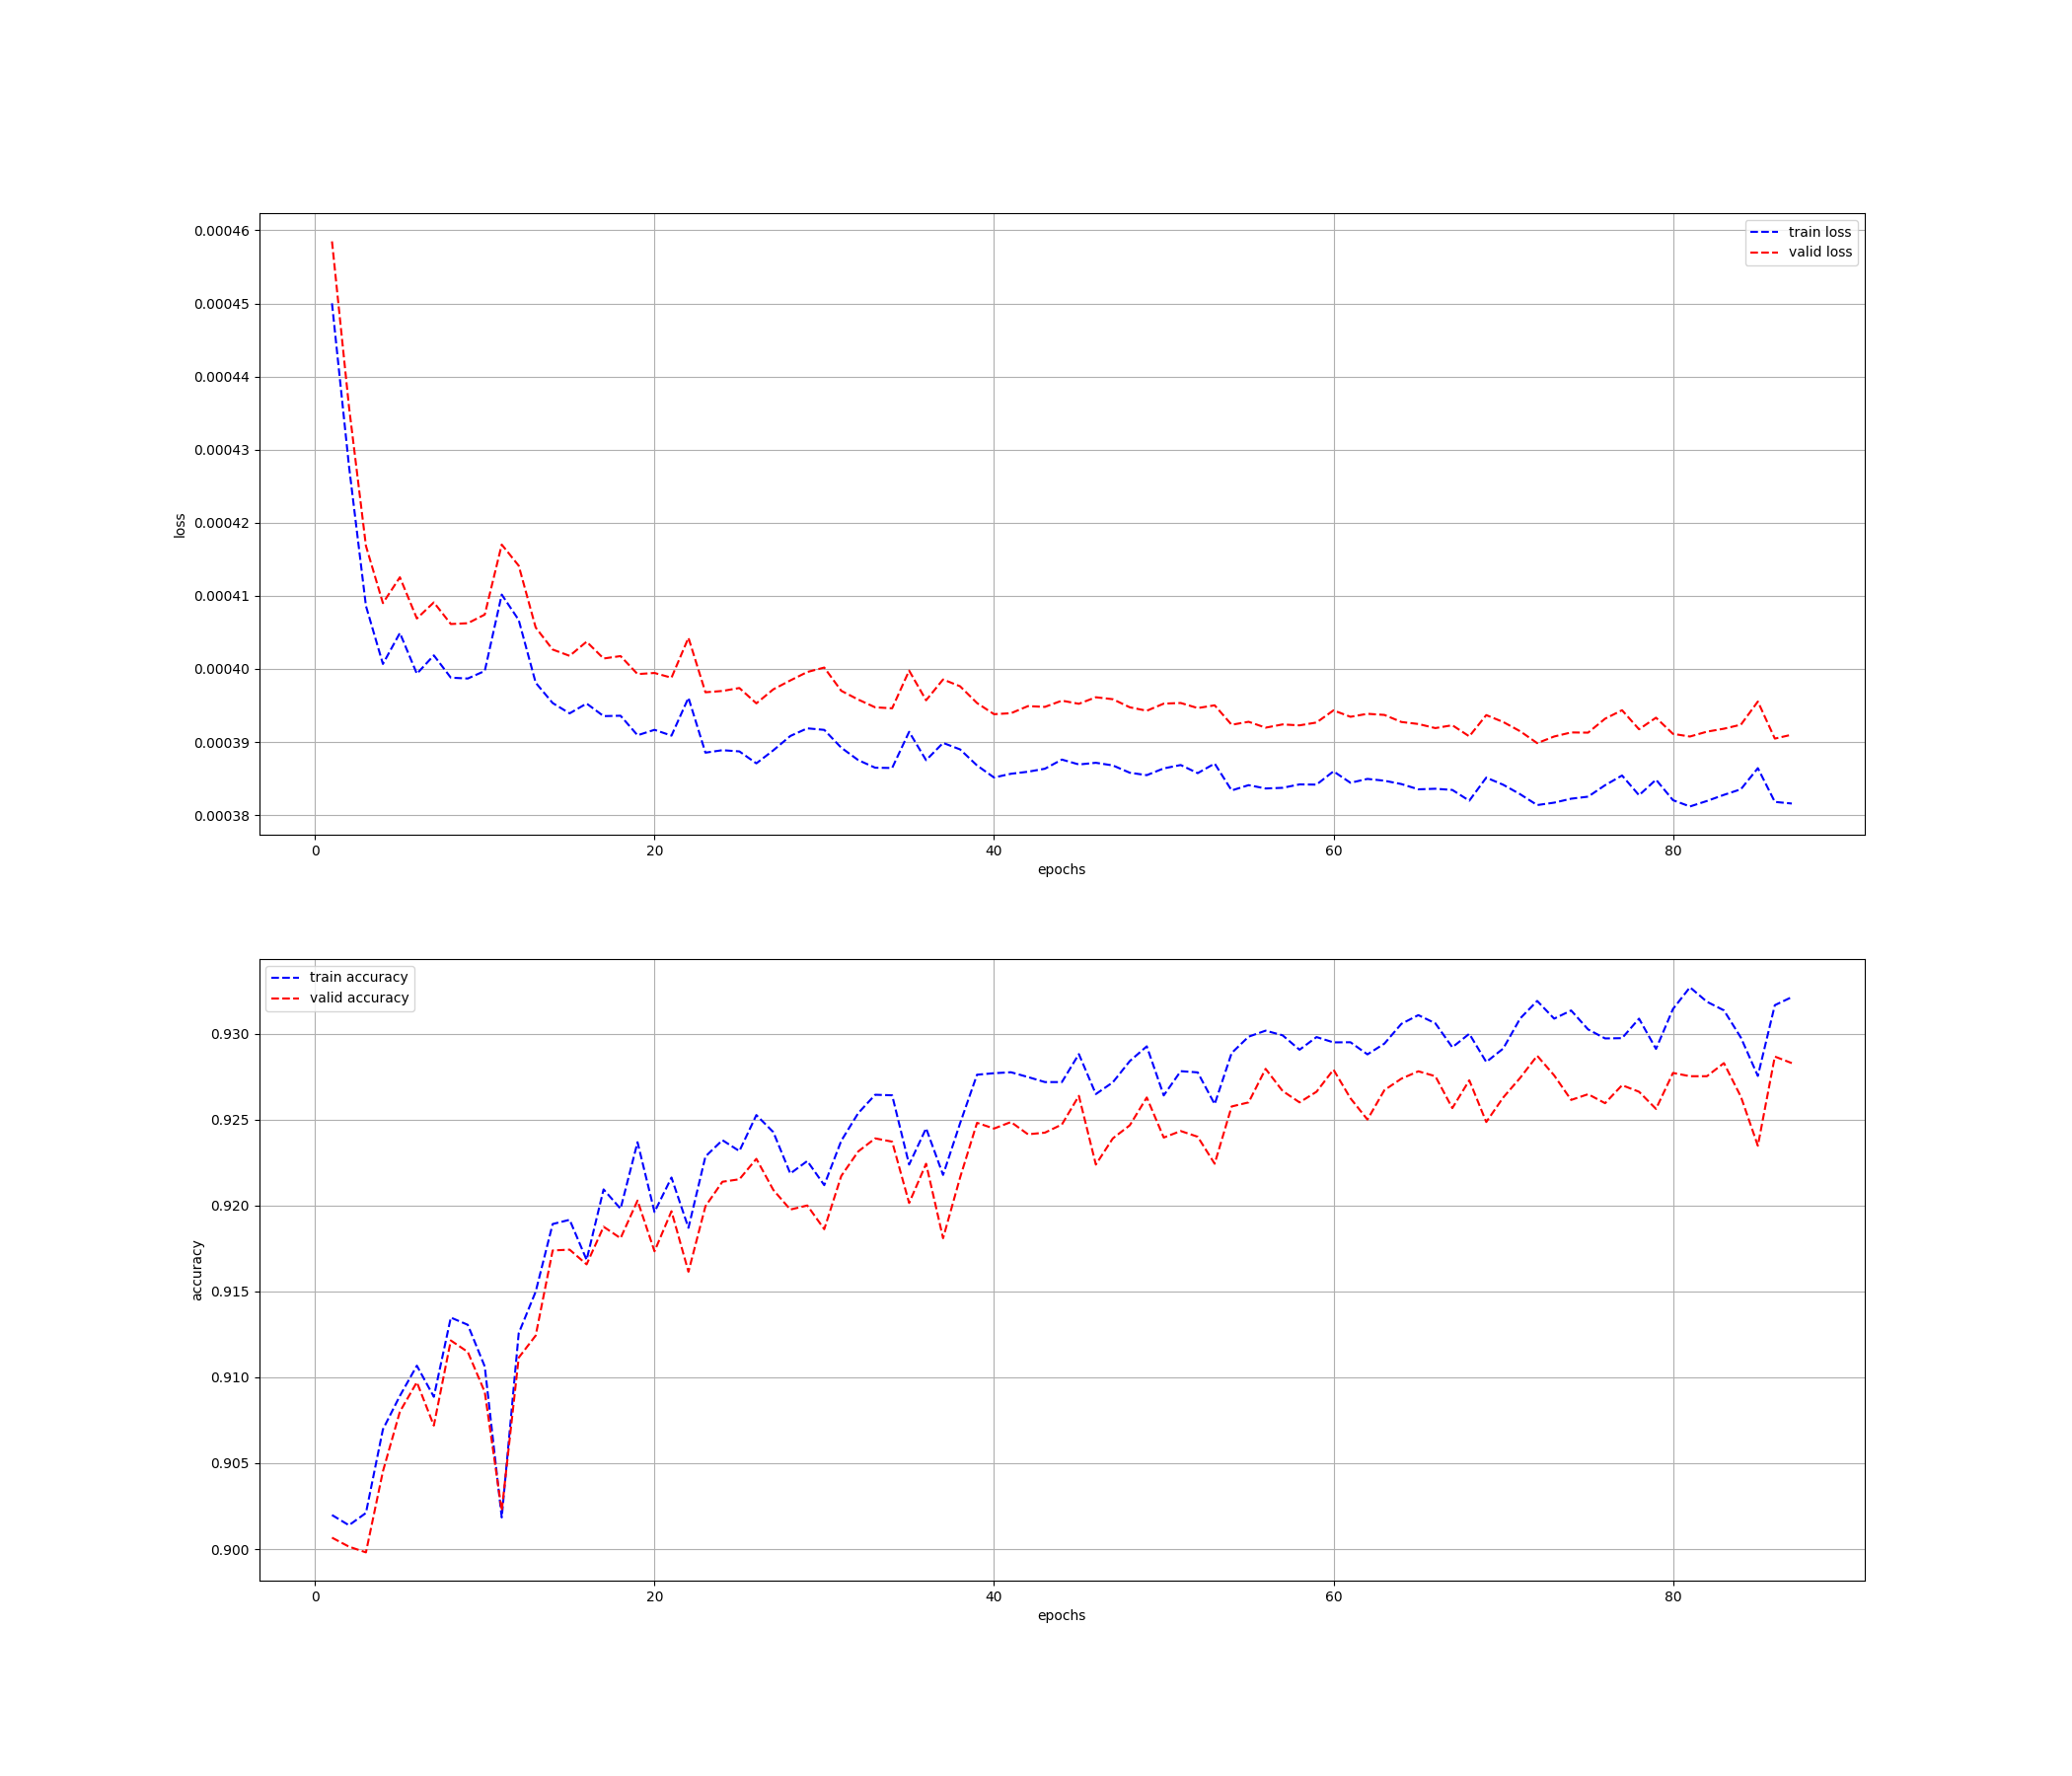 0.00046
0.00045
0.00044
0.00043
0.00042
0.00041
0.00040
0.00039
0.00038
loss
train loss
valid loss
0 20 40 60 80
epochs
train accuracy
valid accuracy
0.930
0.925
0.920
0.915
0.910
0.905
0.900
accuracy
0 20 40 60 80
epochs